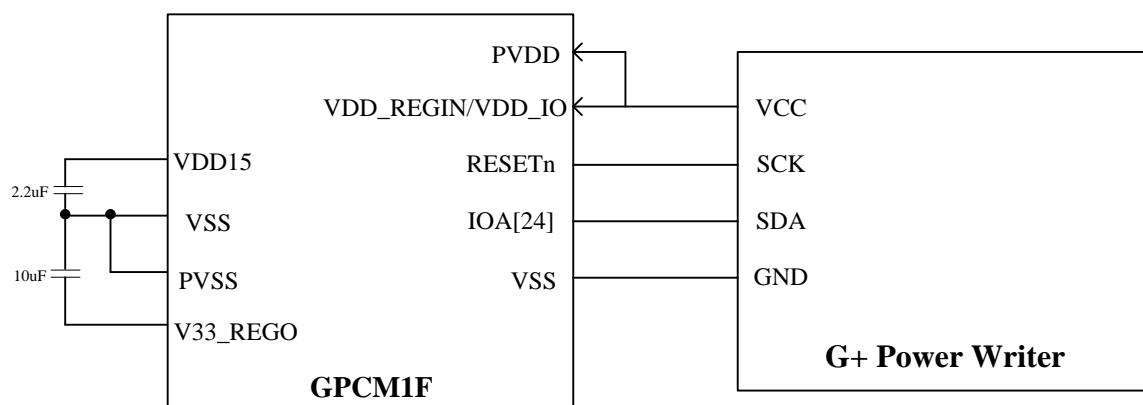 PVDD
VDD_REGIN/VDD_IO
VCC
VDD15
RESETn
SCK
2.2uF
VSS
IOA[24]
SDA
10uF
PVSS
VSS
GND
V33_REGO
G+ Power Writer
GPCM1F